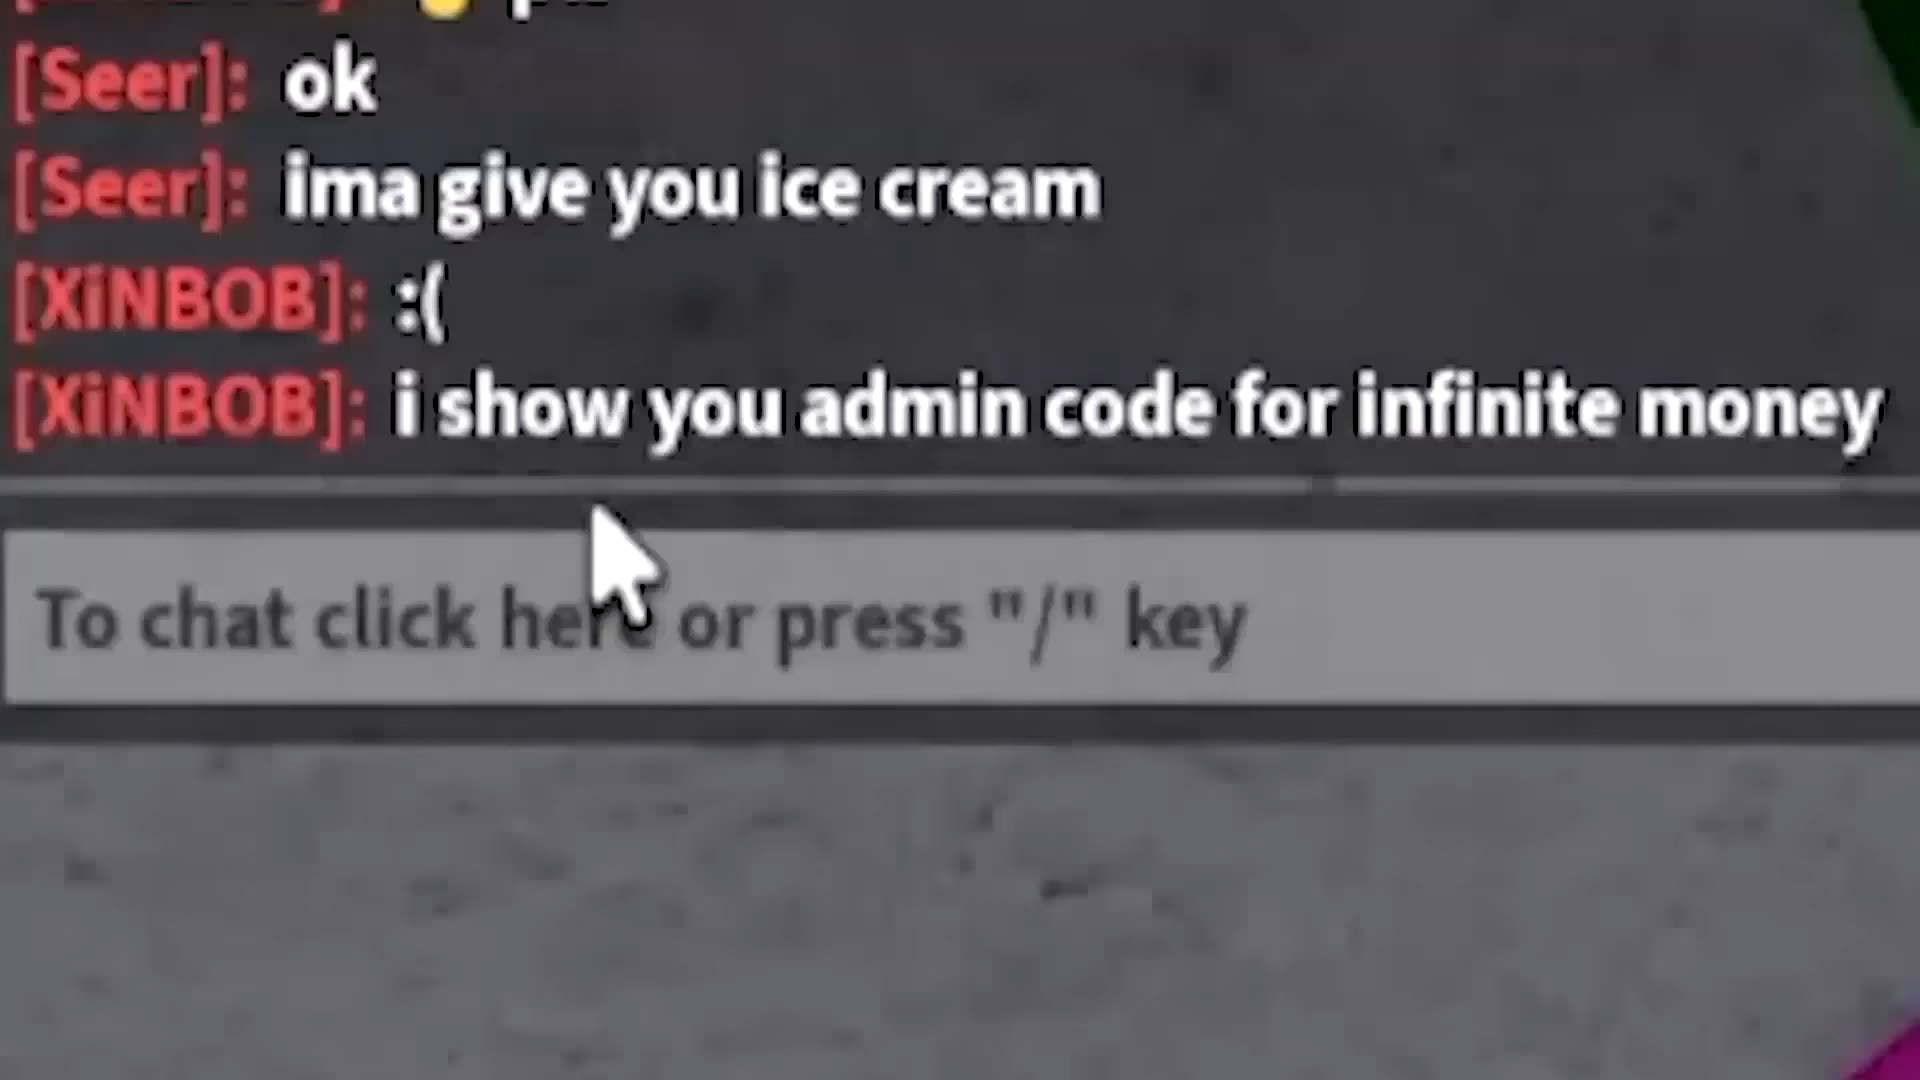 [Seer]: ok
[Seer]: ima give you ice cream
[XiNBOB]: :(
[XiNBOB]: i show you admin code for infinite money
To chat click here or press "/" key